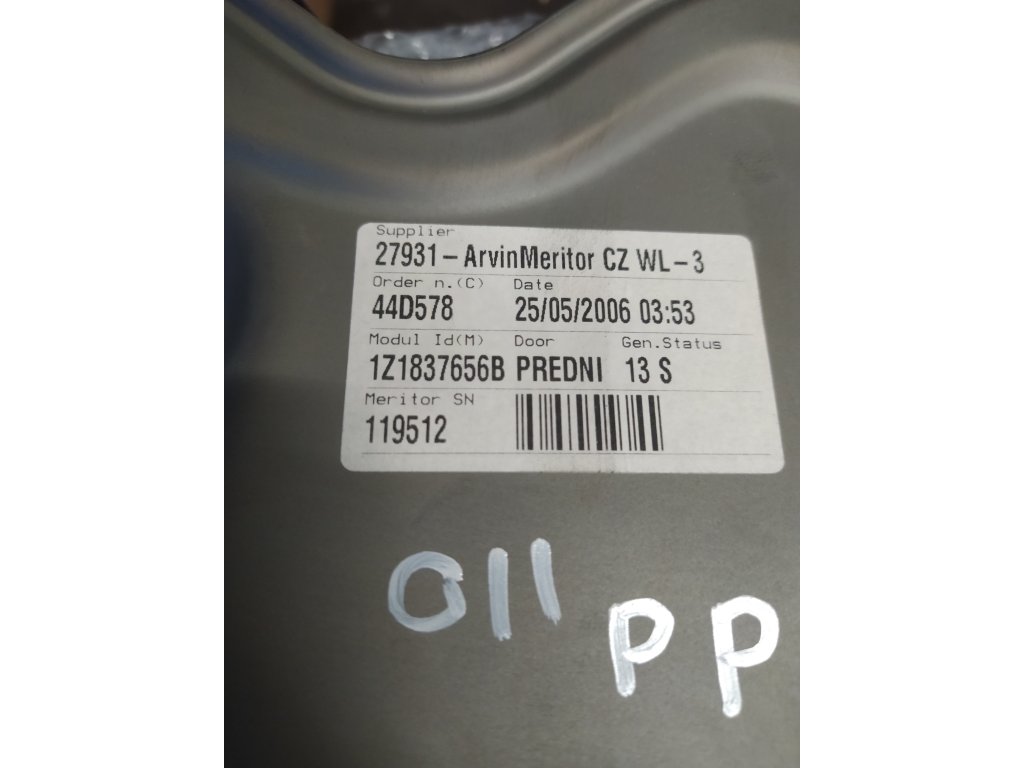 Supplier
27931-ArvinMeritor CZ WL-3
Order n.(C) Date
44D578 25/05/2006 03:53
Modul Id(M) Door Gen.Status
1Z1837656B PREDNI 13 S
Meritor SN
119512
OII
PP